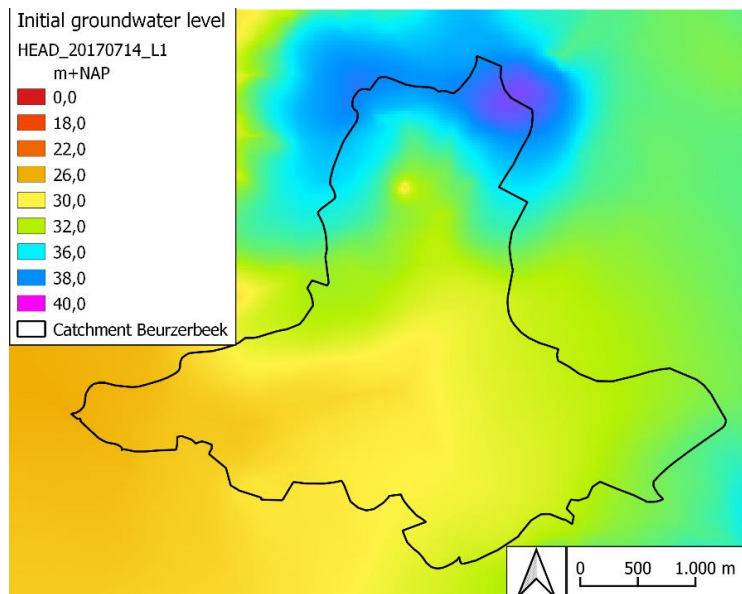 Initial groundwater level
HEAD_20170714_L1
m+NAP
0,0
18,0
22,0
26,0
30,0
32,0
36,0
38,0
40,0
Catchment Beurzerbeek
0 500 1.000 m